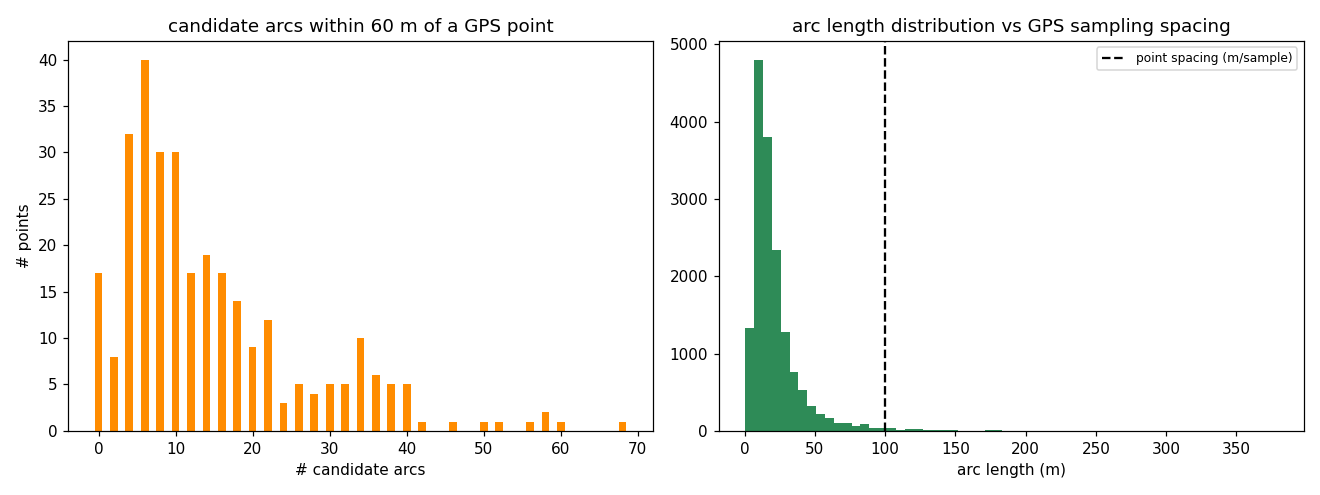 candidate arcs within 60 m of a GPS point
# points
40
35
30
25
20
15
10
5
0
0 10 20 30 40 50 60 70
# candidate arcs
arc length distribution vs GPS sampling spacing
point spacing (m/sample)
5000
4000
3000
2000
1000
0
0 50 100 150 200 250 300 350
arc length (m)